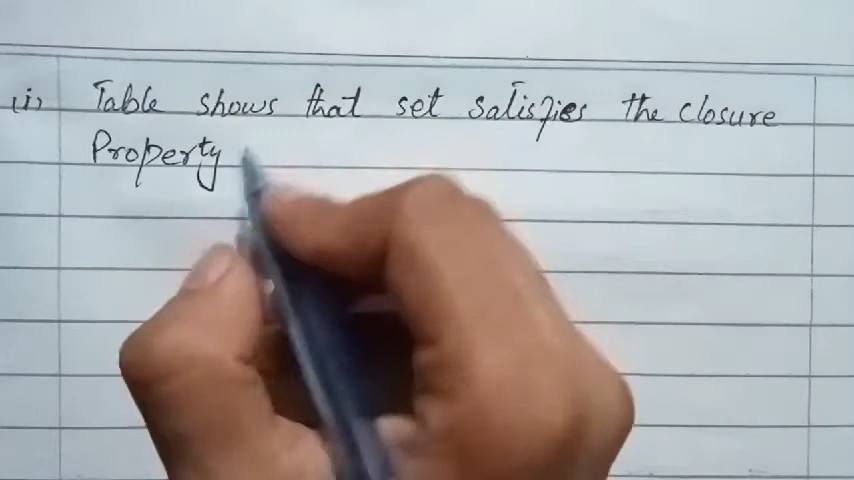 (i) Table shows that set satisfies the closure
Property